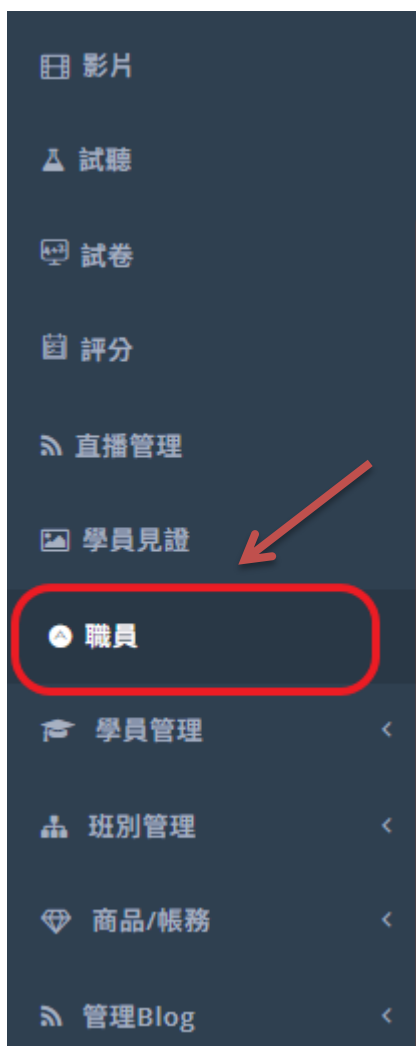 影片
試聽
試卷
評分
直播管理
學員見證
職員
學員管理
班別管理
商品/帳務
管理Blog